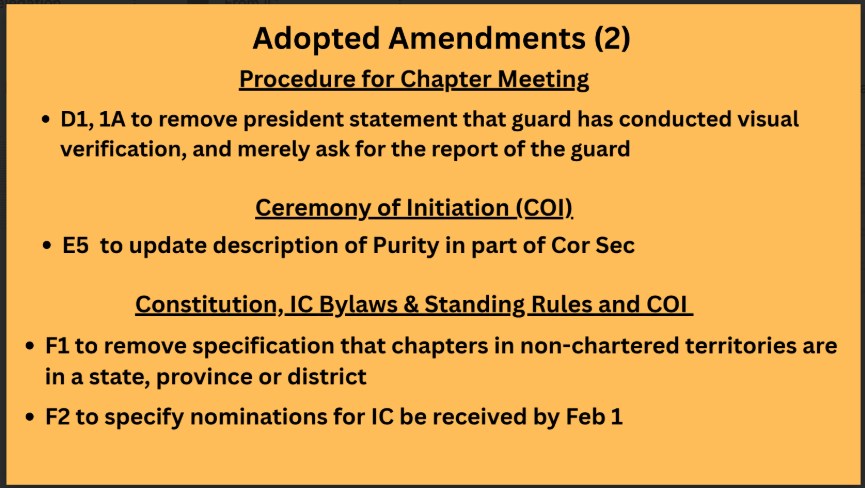 Adopted Amendments (2)
Procedure for Chapter Meeting
• D1, 1A to remove president statement that guard has conducted visual
verification, and merely ask for the report of the guard
Ceremony of Initiation (COI)
• E5 to update description of Purity in part of Cor Sec
Constitution, IC Bylaws & Standing Rules and COI
• F1 to remove specification that chapters in non-chartered territories are
in a state, province or district
• F2 to specify nominations for IC be received by Feb 1